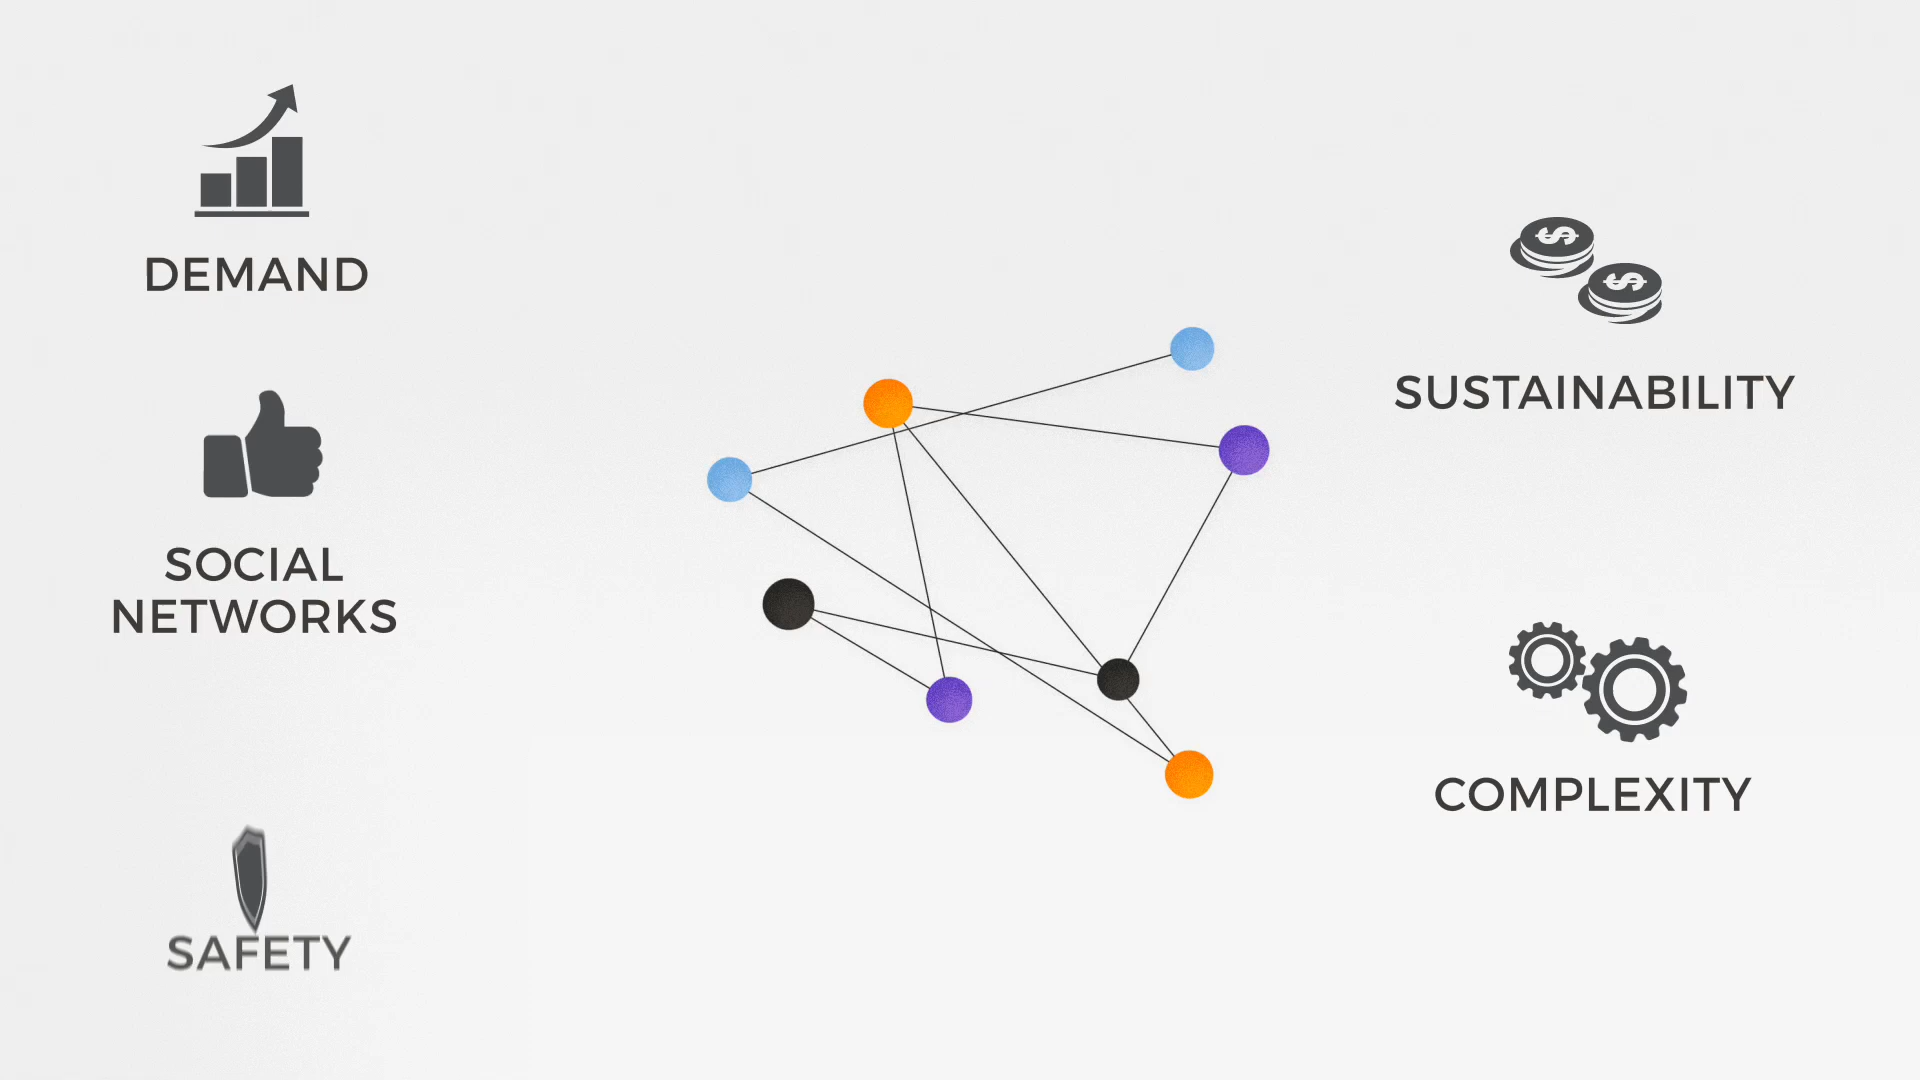 DEMAND
SOCIAL
NETWORKS
SAFETY
$
$
SUSTAINABILITY
COMPLEXITY